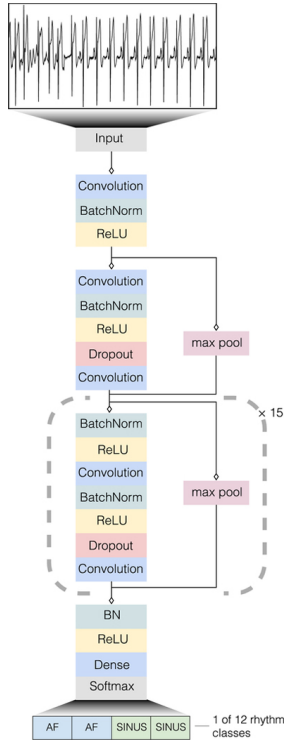 Input
Convolution
BatchNorm
ReLU
Convolution
BatchNorm
ReLU
Dropout
Convolution
max pool
× 15
BatchNorm
ReLU
Convolution
BatchNorm
ReLU
Dropout
Convolution
max pool
BN
ReLU
Dense
Softmax
AF AF SINUS SINUS
1 of 12 rhythm
classes